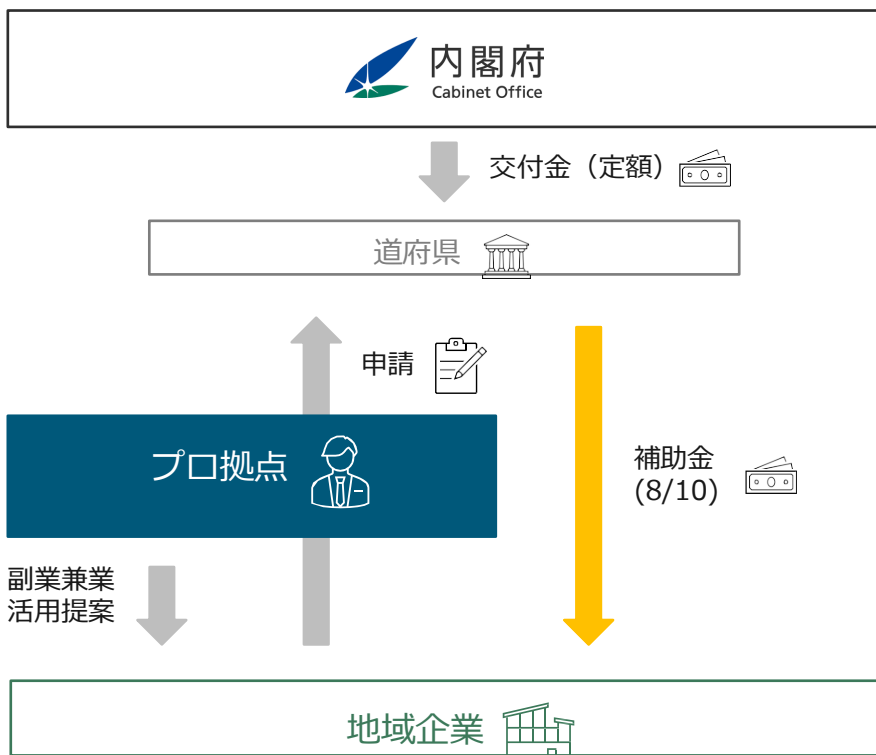 内閣府
Cabinet Office
交付金（定額）
道府県
申請
プロ拠点
補助金
(8/10)
副業兼業
活用提案
地域企業